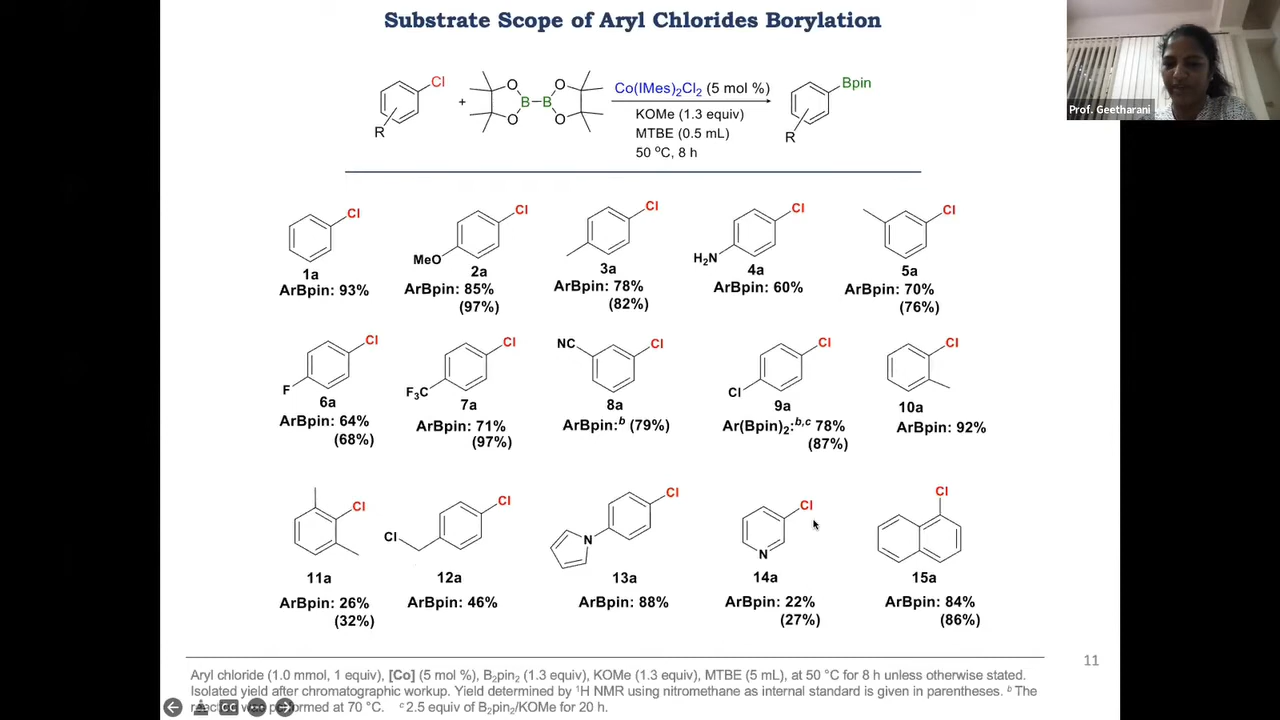 Substrate Scope of Aryl Chlorides Borylation
Prof. Geetharani
Cl
R
+
O O
B B
O O
Co(IMes)2Cl2 (5 mol %)
KOMe (1.3 equiv)
MTBE (0.5 mL)
50 °C, 8 h
Bpin
R
Cl
1a
ArBpin: 93%
Cl
MeO
2a
ArBpin: 85%
(97%)
Cl
3a
ArBpin: 78%
(82%)
Cl
H2N
4a
ArBpin: 60%
Cl
5a
ArBpin: 70%
(76%)
Cl
F
6a
ArBpin: 64%
(68%)
Cl
F3C
7a
ArBpin: 71%
(97%)
NC
Cl
8a
ArBpin:b (79%)
Cl
Cl
9a
Ar(Bpin)2:b,c 78%
(87%)
Cl
10a
ArBpin: 92%
Cl
11a
ArBpin: 26%
(32%)
Cl
Cl
12a
ArBpin: 46%
Cl
N
13a
ArBpin: 88%
Cl
N
14a
ArBpin: 22%
(27%)
Cl
15a
ArBpin: 84%
(86%)
11
Aryl chloride (1.0 mmol, 1 equiv), [Co] (5 mol %), B2pin2 (1.3 equiv), KOMe (1.3 equiv), MTBE (5 mL), at 50 °C for 8 h unless otherwise stated.
Isolated yield after chromatographic workup. Yield determined by 1H NMR using nitromethane as internal standard is given in parentheses. b The
performed at 70 °C. c 2.5 equiv of B2pin2/KOMe for 20 h.
CC